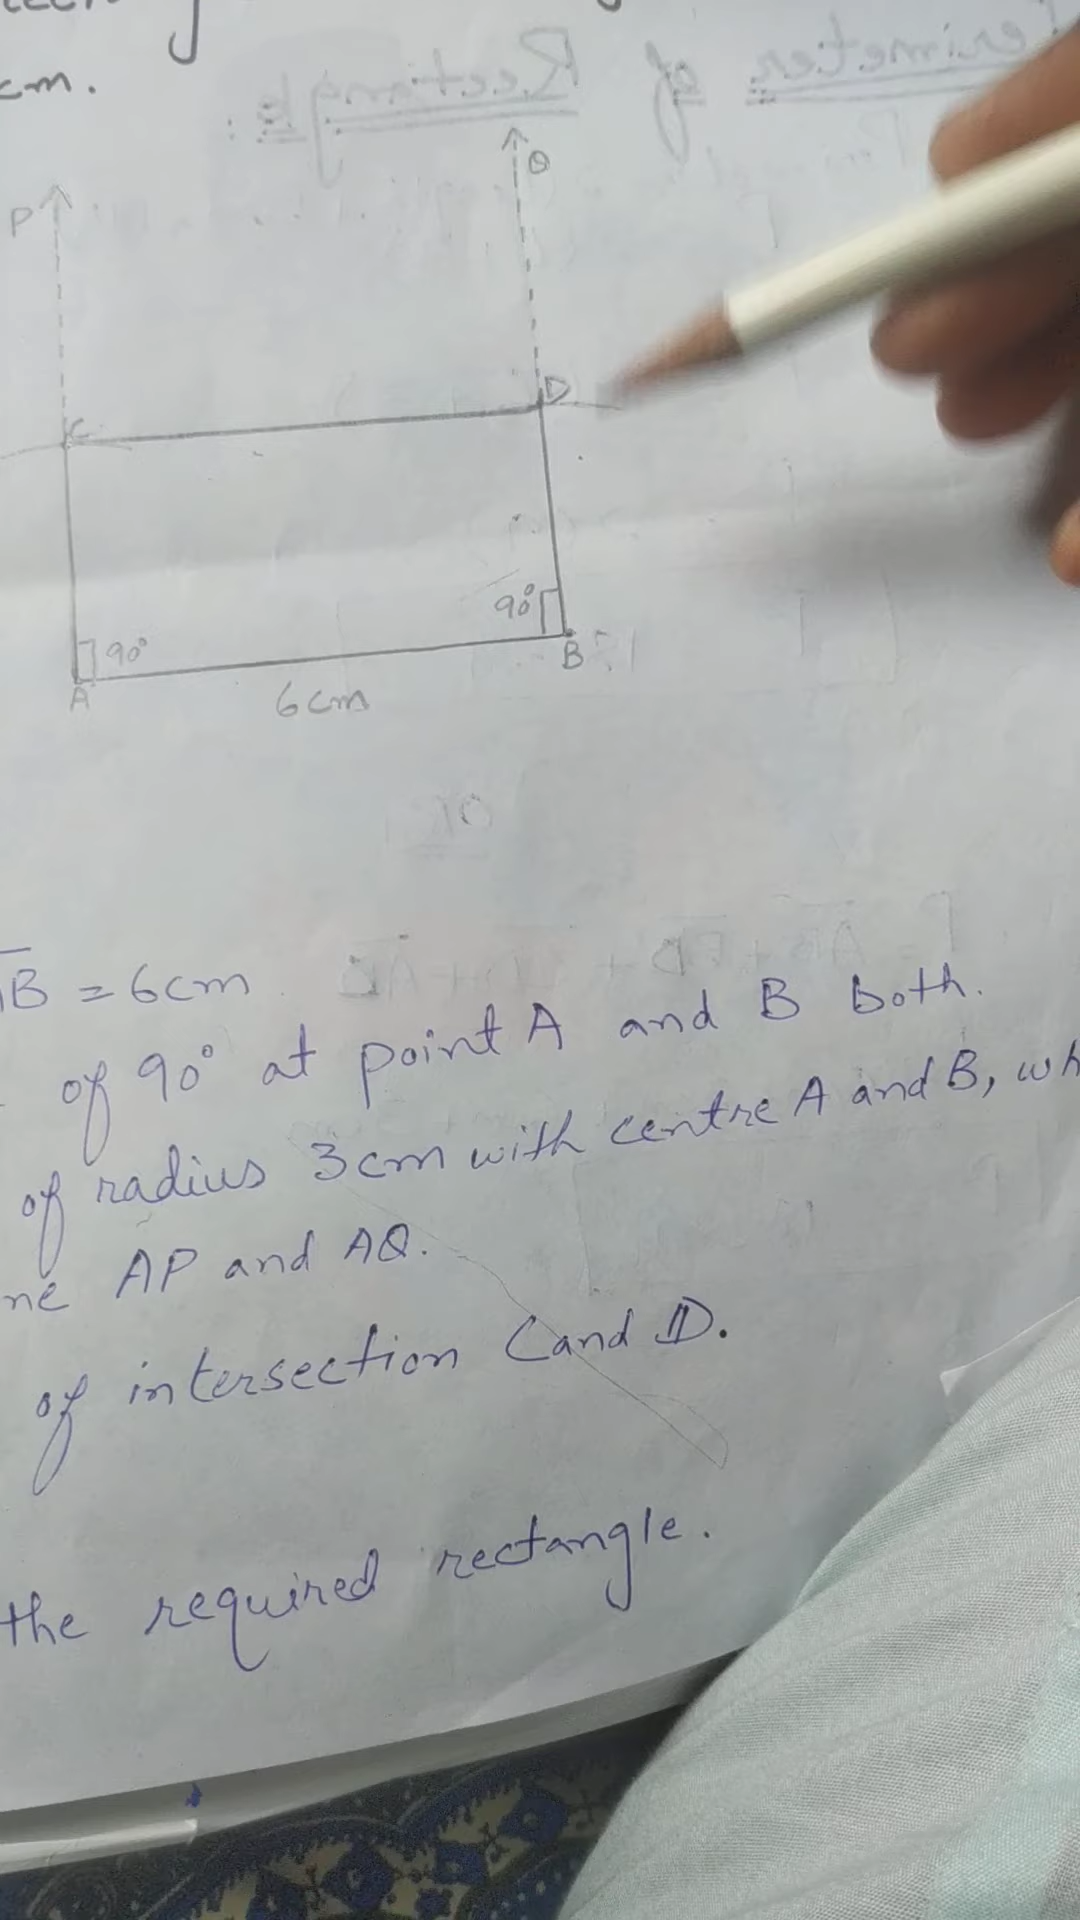 cm.
P
Q
C
D
90°
90°
A
B
6cm
B = 6cm
of 90° at point A and B both.
of radius 3cm with centre A and B, wh
ne AP and AQ.
of intersection C and D.
the required rectangle.